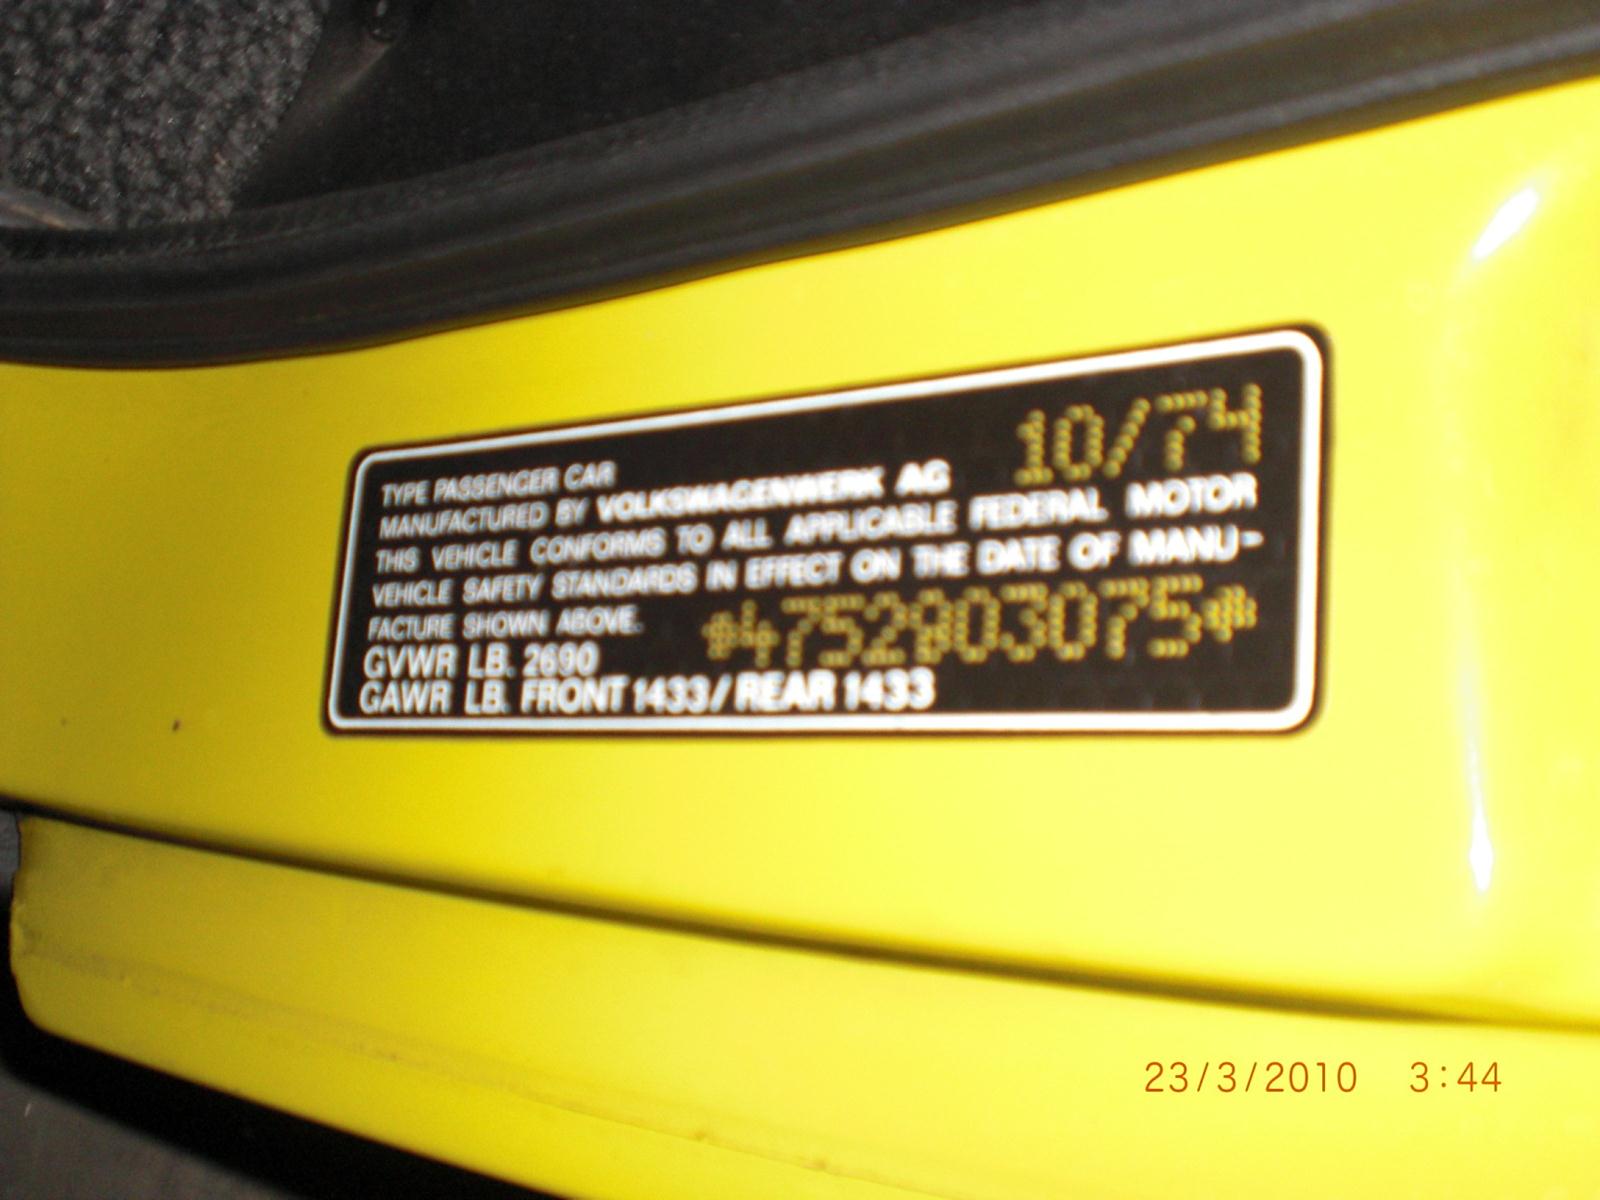 10/74
TYPE PASSENGER CAR
MANUFACTURED BY VOLKSWAGENWERK AG
THIS VEHICLE CONFORMS TO ALL APPLICABLE FEDERAL MOTOR
VEHICLE SAFETY STANDARDS IN EFFECT ON THE DATE OF MANU-
FACTURE SHOWN ABOVE.
*4752903075*
GVWR LB. 2690
GAWR LB. FRONT 1433/ REAR 1433
23/3/2010 3:44